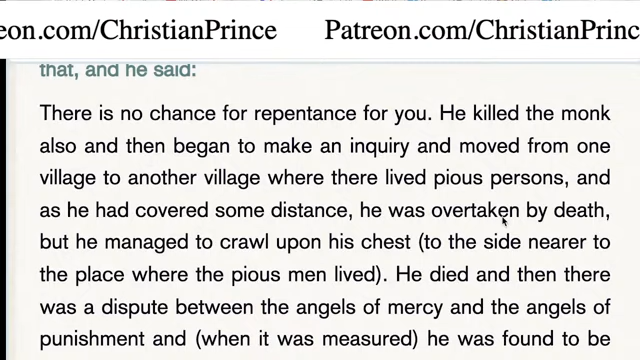 eon.com/ChristianPrince Patreon.com/ChristianPrinc
that, and he said:
There is no chance for repentance for you. He killed the monk
also and then began to make an inquiry and moved from one
village to another village where there lived pious persons, and
as he had covered some distance, he was overtaken by death,
but he managed to crawl upon his chest (to the side nearer to
the place where the pious men lived). He died and then there
was a dispute between the angels of mercy and the angels of
punishment and (when it was measured) he was found to be